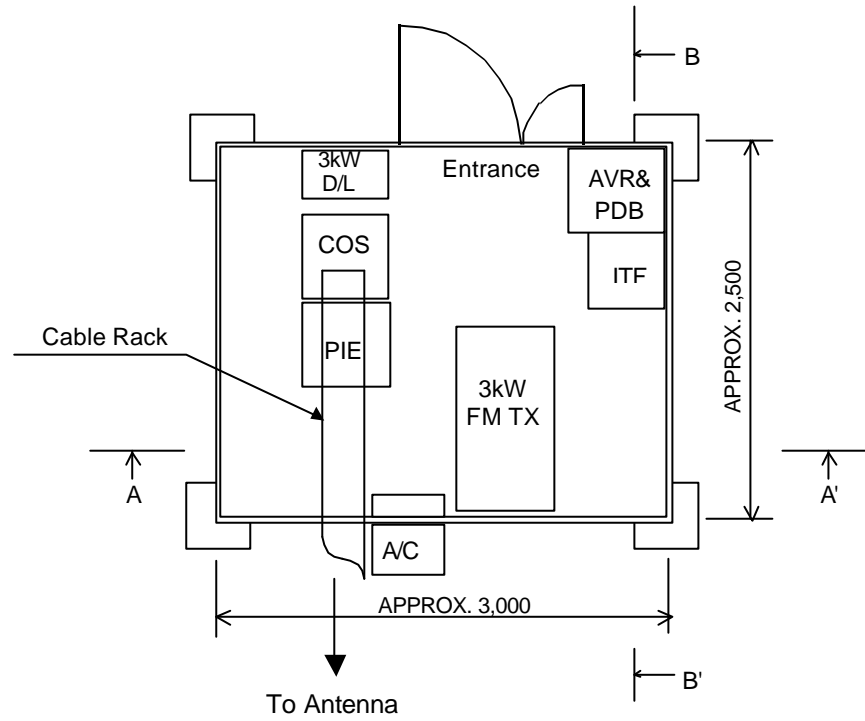 B
3kW
D/L
Entrance
AVR&
PDB
COS
ITF
Cable Rack
PIE
3kW
FM TX
APPROX. 2,500
A
A'
A/C
APPROX. 3,000
B'
To Antenna